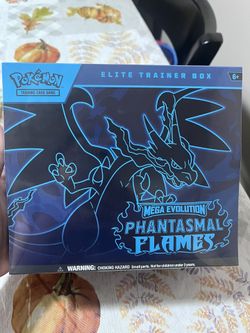 ELITE TRAINER BOX
6+
POKéMON
TRADING CARD GAME
MEGA EVOLUTION
PHANTASMAL
FLAMES
WARNING: CHOKING HAZARD Small parts. Not for children under 3 years.